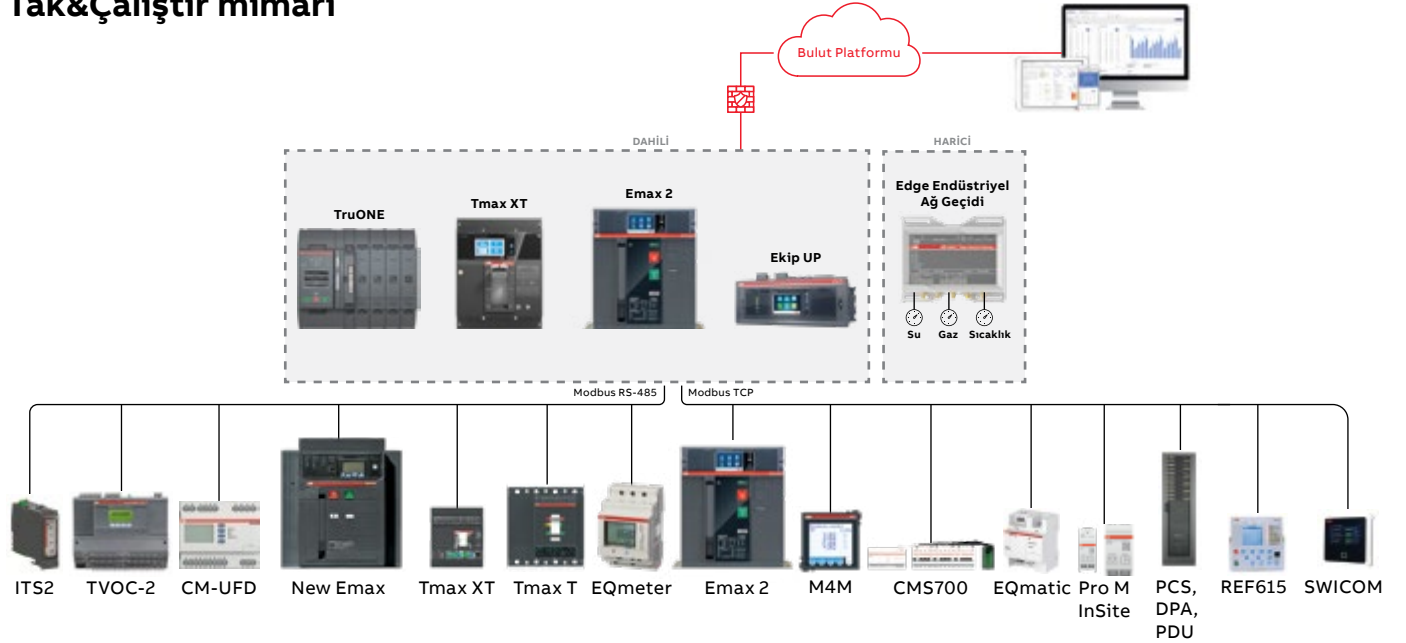 Tak&Çalıştır mimari
Bulut Platformu
DAHİLİ
HARİCİ
TruONE
Tmax XT
Emax 2
Ekip UP
Edge Endüstriyel
Ağ Geçidi
Su
Gaz
Sıcaklık
Modbus RS-485
Modbus TCP
ITS2
TVOC-2
CM-UFD
New Emax
Tmax XT
Tmax T
EQmeter
Emax 2
M4M
CMS700
EQmatic
Pro M
InSite
PCS,
DPA,
PDU
REF615
SWICOM